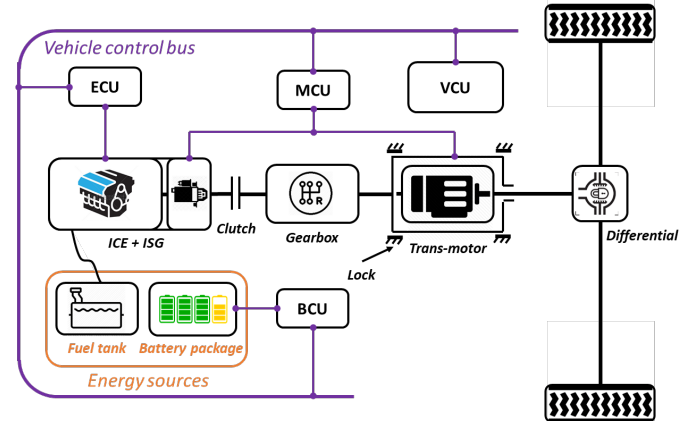 Vehicle control bus
ECU
MCU
VCU
R
ICE + ISG
Clutch
Gearbox
Trans-motor
Differential
Lock
BCU
Fuel tank
Battery package
Energy sources